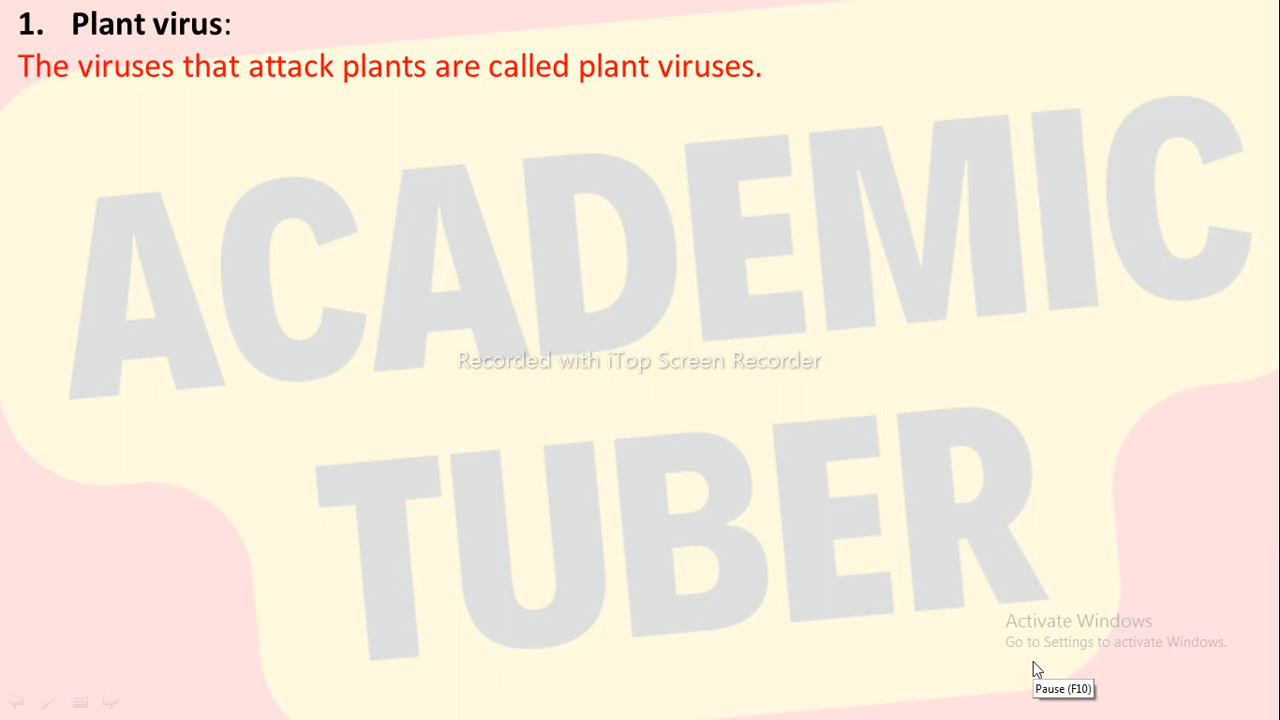 1. Plant virus:
The viruses that attack plants are called plant viruses.
ACADEMIC
TUBER
Recorded with iTop Screen Recorder
Activate Windows
Go to Settings to activate Windows.
Pause (F10)